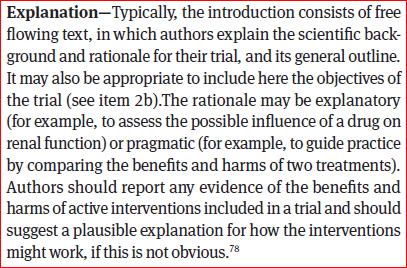 Explanation—Typically, the introduction consists of free
flowing text, in which authors explain the scientific back-
ground and rationale for their trial, and its general outline.
It may also be appropriate to include here the objectives of
the trial (see item 2b).The rationale may be explanatory
(for example, to assess the possible influence of a drug on
renal function) or pragmatic (for example, to guide practice
by comparing the benefits and harms of two treatments).
Authors should report any evidence of the benefits and
harms of active interventions included in a trial and should
suggest a plausible explanation for how the interventions
might work, if this is not obvious.⁷⁸